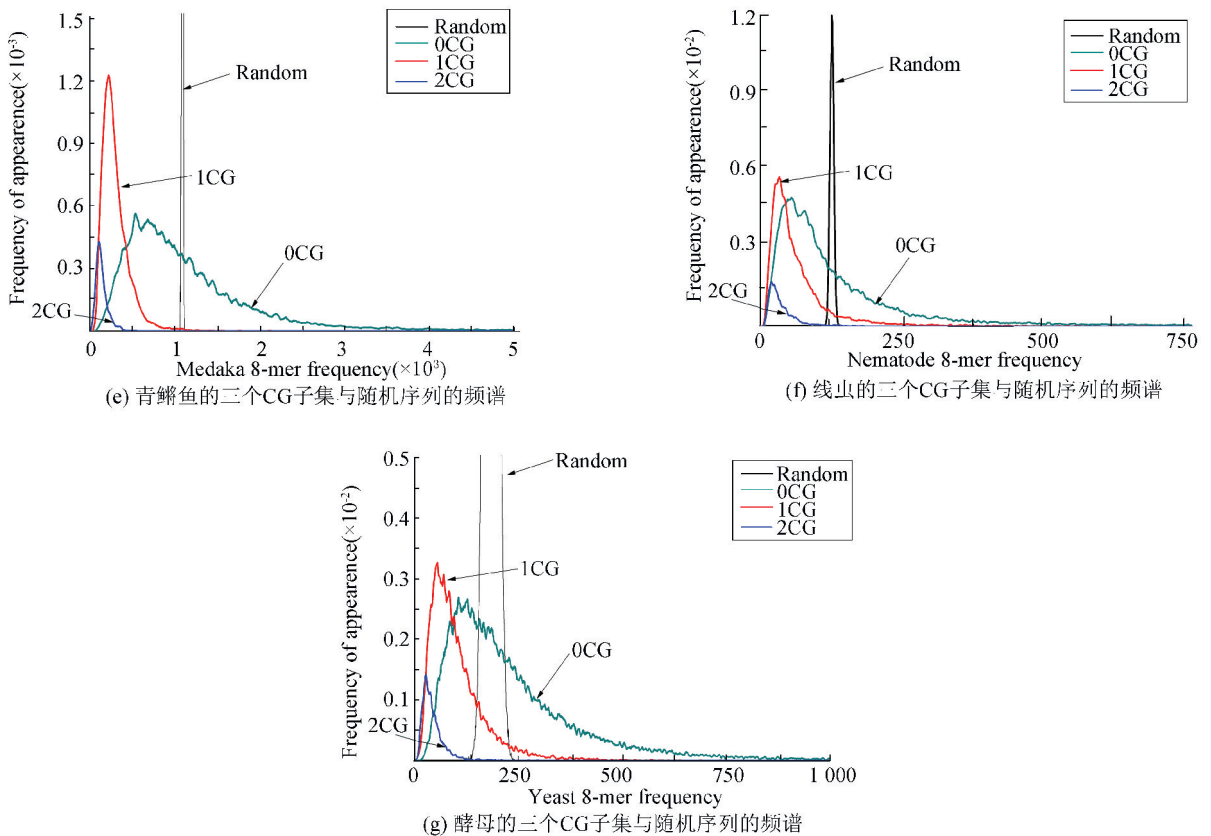 1.5
1.2
0.9
0.6
0.3
0
1
2
3
4
5
Frequency of appearence(×10⁻³)
Medaka 8-mer frequency(×10³)
Random
0CG
1CG
2CG
Random
1CG
0CG
2CG
(e) 青鳉鱼的三个CG子集与随机序列的频谱
1.2
0.9
0.6
0.3
0
250
500
750
Frequency of appearence(×10⁻²)
Nematode 8-mer frequency
Random
0CG
1CG
2CG
Random
1CG
0CG
2CG
(f) 线虫的三个CG子集与随机序列的频谱
0.5
0.4
0.3
0.2
0.1
0
250
500
750
1 000
Frequency of appearence(×10⁻²)
Yeast 8-mer frequency
Random
0CG
1CG
2CG
Random
1CG
0CG
2CG
(g) 酵母的三个CG子集与随机序列的频谱